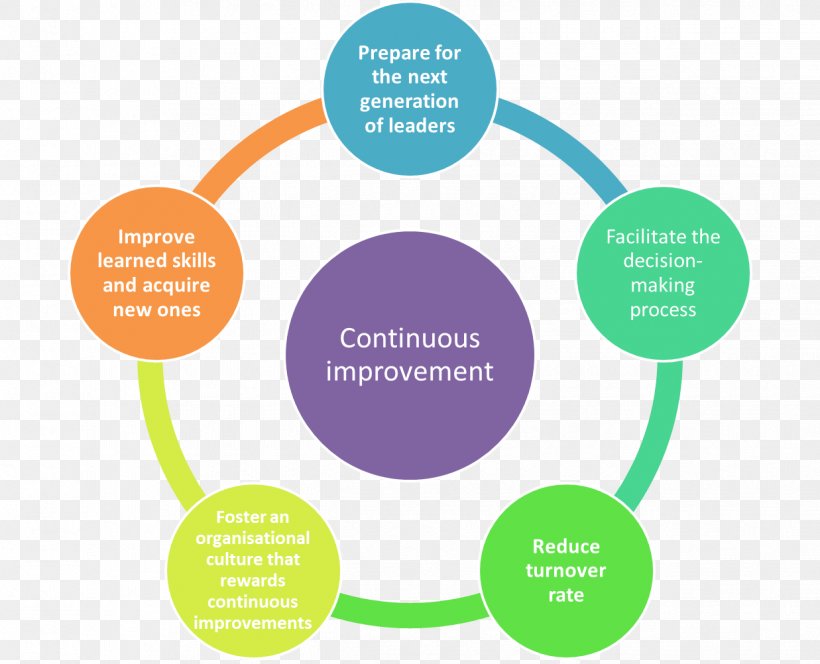 Prepare for
the next
generation
of leaders
Facilitate the
decision-
making
process
Reduce
turnover
rate
Foster an
organisational
culture that
rewards
continuous
improvements
Improve
learned skills
and acquire
new ones
Continuous
improvement